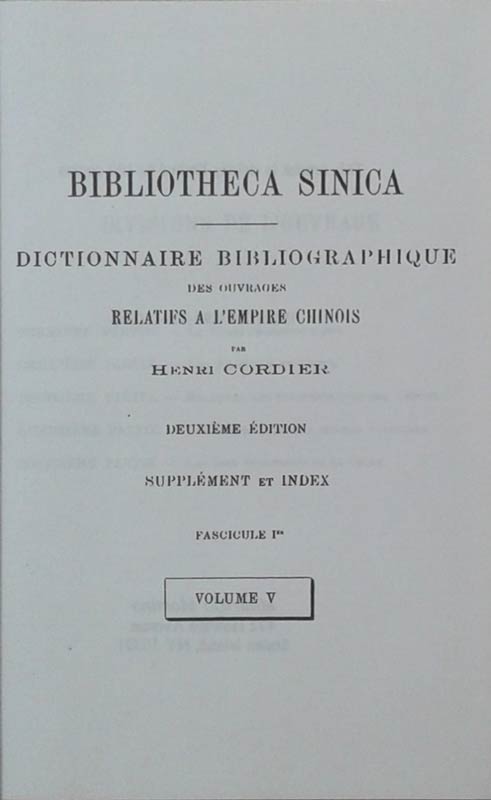 BIBLIOTHECA SINICA
DICTIONNAIRE BIBLIOGRAPHIQUE
DES OUVRAGES
RELATIFS A L'EMPIRE CHINOIS
PAR
HENRI CORDIER
DEUXIÈME ÉDITION
SUPPLÉMENT ET INDEX
FASCICULE Ier
VOLUME V